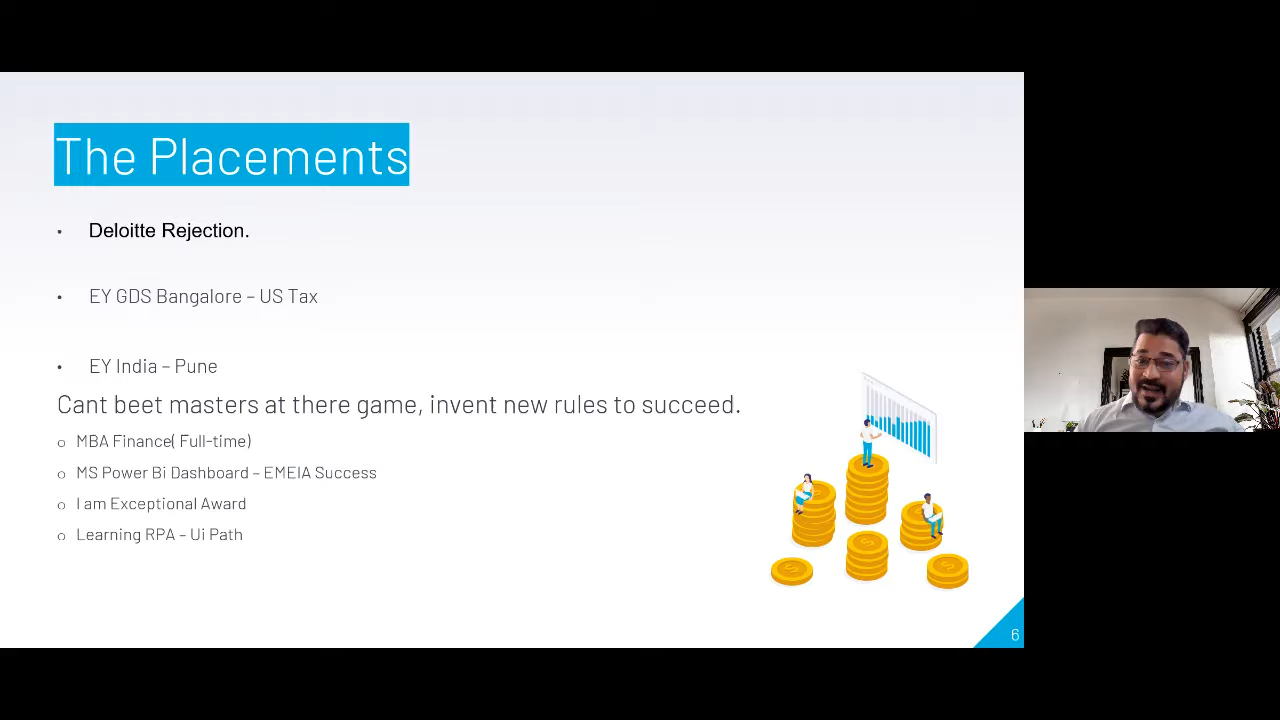 The Placements
• Deloitte Rejection.
• EY GDS Bangalore – US Tax
• EY India – Pune
Cant beet masters at there game, invent new rules to succeed.
o MBA Finance( Full-time)
o MS Power Bi Dashboard – EMEIA Success
o I am Exceptional Award
o Learning RPA – Ui Path
6